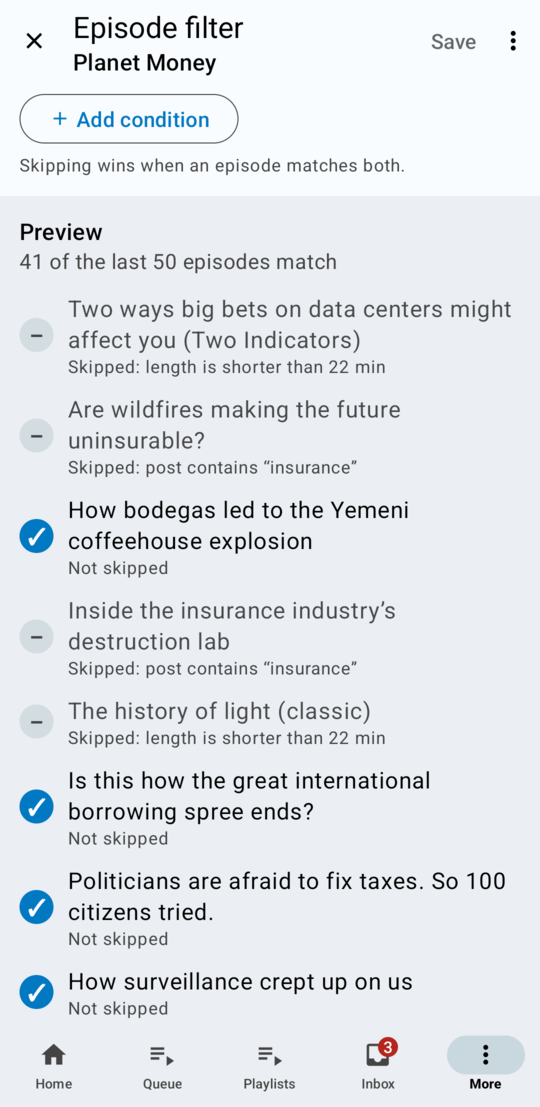 Episode filter
Planet Money
Save
+ Add condition
Skipping wins when an episode matches both.
Preview
41 of the last 50 episodes match
Two ways big bets on data centers might
affect you (Two Indicators)
Skipped: length is shorter than 22 min
Are wildfires making the future
uninsurable?
Skipped: post contains “insurance”
How bodegas led to the Yemeni
coffeehouse explosion
Not skipped
Inside the insurance industry’s
destruction lab
Skipped: post contains “insurance”
The history of light (classic)
Skipped: length is shorter than 22 min
Is this how the great international
borrowing spree ends?
Not skipped
Politicians are afraid to fix taxes. So 100
citizens tried.
Not skipped
How surveillance crept up on us
Not skipped
3
Home Queue Playlists Inbox More